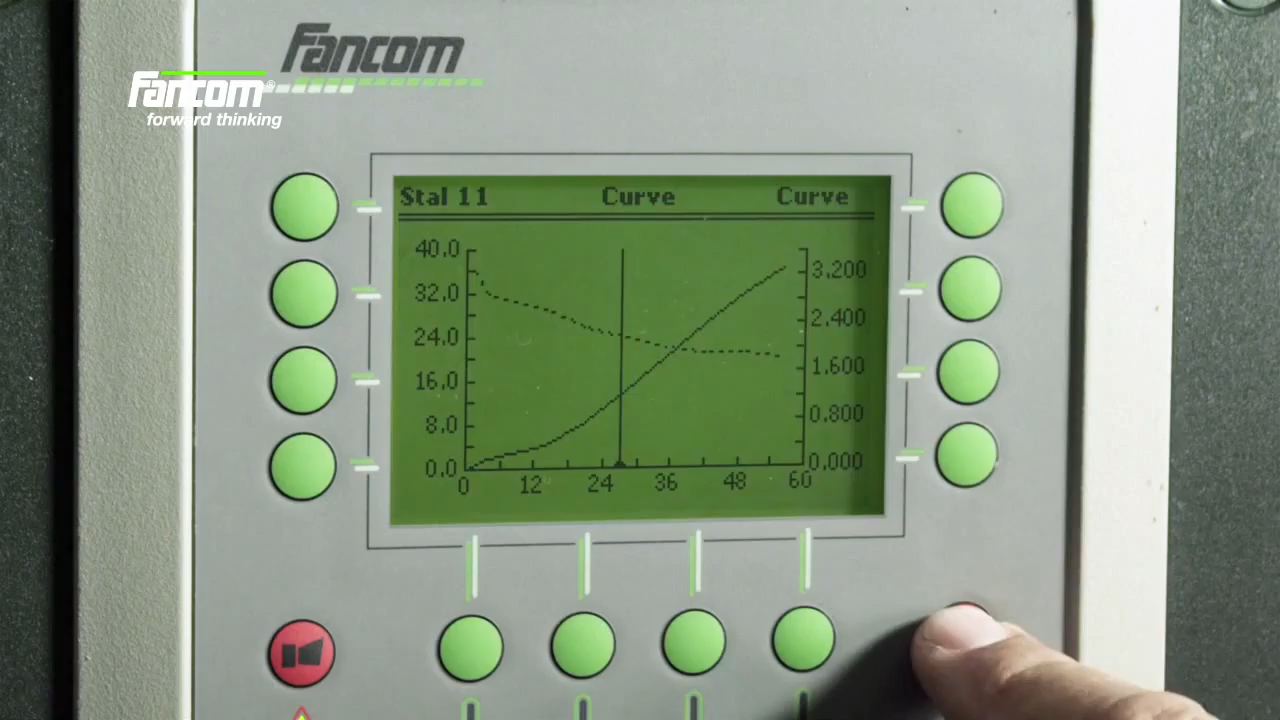 Fancom
Fancom®
forward thinking
Stal 11 Curve Curve
40.0
32.0
24.0
16.0
8.0
0.0
3.200
2.400
1.600
0.800
0.000
0 12 24 36 48 60